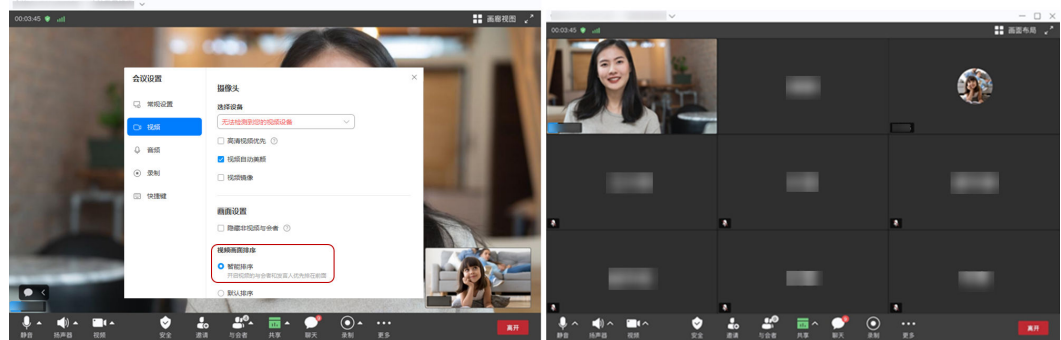 00:03:45
画廊视图
会议设置
常规设置
视频
音频
录制
快捷键
摄像头
选择设备
无法检测到您的视频设备
高清视频优先
视频自动美颜
视频镜像
画面设置
隐藏非视频与会者
视频画面排序
智能排序
开启视频的与会者和发言人优先排在前面
默认排序
静音
扬声器
视频
安全
邀请
与会者
共享
聊天
录制
更多
离开
00:03:45
画面布局
静音
扬声器
视频
安全
邀请
与会者
共享
聊天
录制
更多
离开